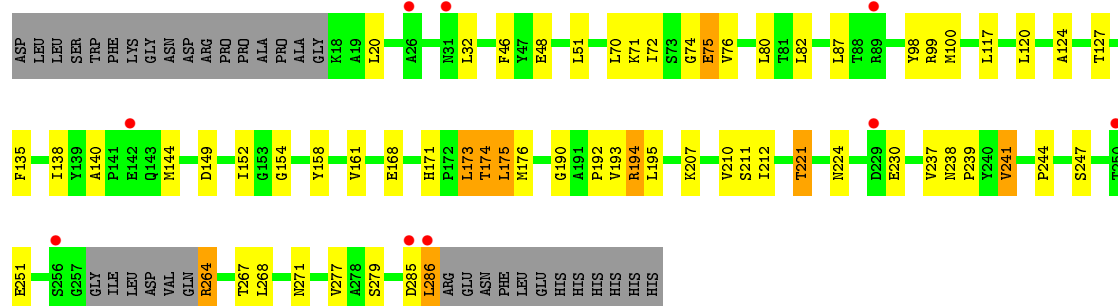 ASP LEU LEU SER TRP PHE LYS GLY ASN ASP ARG PRO PRO ALA PRO ALA GLY K18 A19 L20 A26 N31 L32 F46 Y47 E48 L51 L70 K71 I72 S73 G74 E75 V76 L80 T81 L82 L87 T88 R89 Y98 R99 M100 L117 L120 A124 T127
F135 I138 Y139 A140 P141 E142 Q143 M144 D149 I152 G153 G154 Y158 V161 E168 H171 P172 L173 T174 L175 M176 G190 A191 P192 V193 R194 L195 K207 V210 S211 I212 T221 N224 D229 E230 V237 N238 P239 Y240 V241 P244 S247 T250
E251 S256 G257 GLY ILE LEU ASP VAL GLN R264 T267 L268 N271 V277 A278 S279 D285 L286 ARG GLU ASN PHE LEU GLU HIS HIS HIS HIS HIS HIS